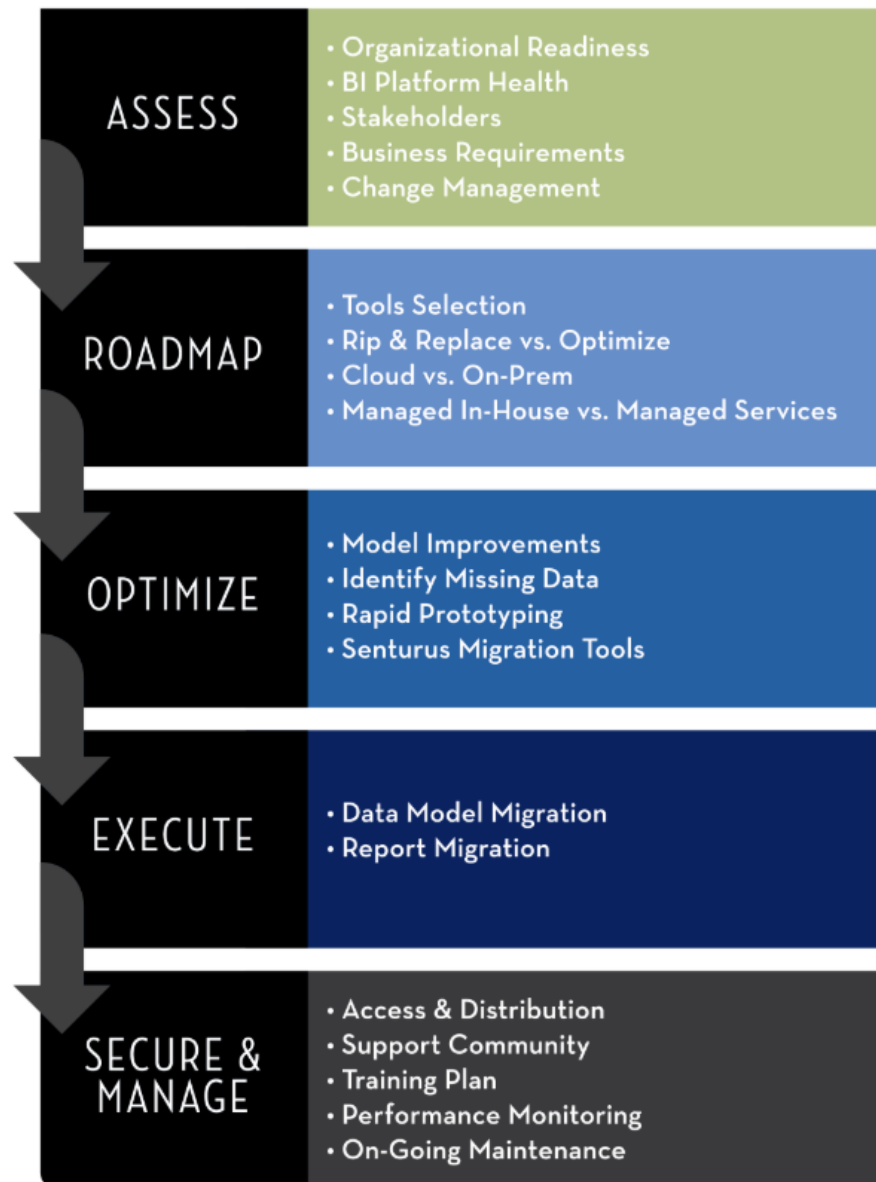 ASSESS
• Organizational Readiness
• BI Platform Health
• Stakeholders
• Business Requirements
• Change Management
ROADMAP
• Tools Selection
• Rip & Replace vs. Optimize
• Cloud vs. On-Prem
• Managed In-House vs. Managed Services
OPTIMIZE
• Model Improvements
• Identify Missing Data
• Rapid Prototyping
• Senturus Migration Tools
EXECUTE
• Data Model Migration
• Report Migration
SECURE &
MANAGE
• Access & Distribution
• Support Community
• Training Plan
• Performance Monitoring
• On-Going Maintenance